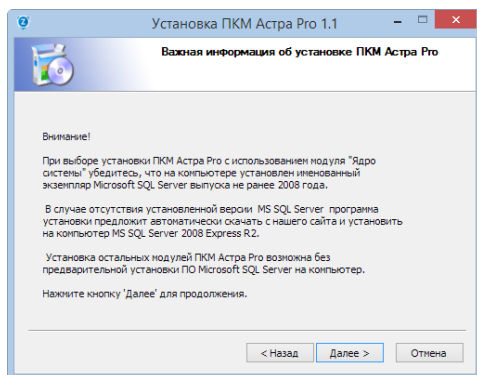 Установка ПКМ Астра Pro 1.1
Важная информация об установке ПКМ Астра Pro
Внимание!
При выборе установки ПКМ Астра Pro с использованием модуля "Ядро
системы" убедитесь, что на компьютере установлен именованный
экземпляр Microsoft SQL Server выпуска не ранее 2008 года.
В случае отсутствия установленной версии MS SQL Server программа
установки предложит автоматически скачать с нашего сайта и установить
на компьютер MS SQL Server 2008 Express R2.
Установка остальных модулей ПКМ Астра Pro возможна без
предварительной установки ПО Microsoft SQL Server на компьютер.
Нажмите кнопку 'Далее' для продолжения.
< Назад Далее > Отмена